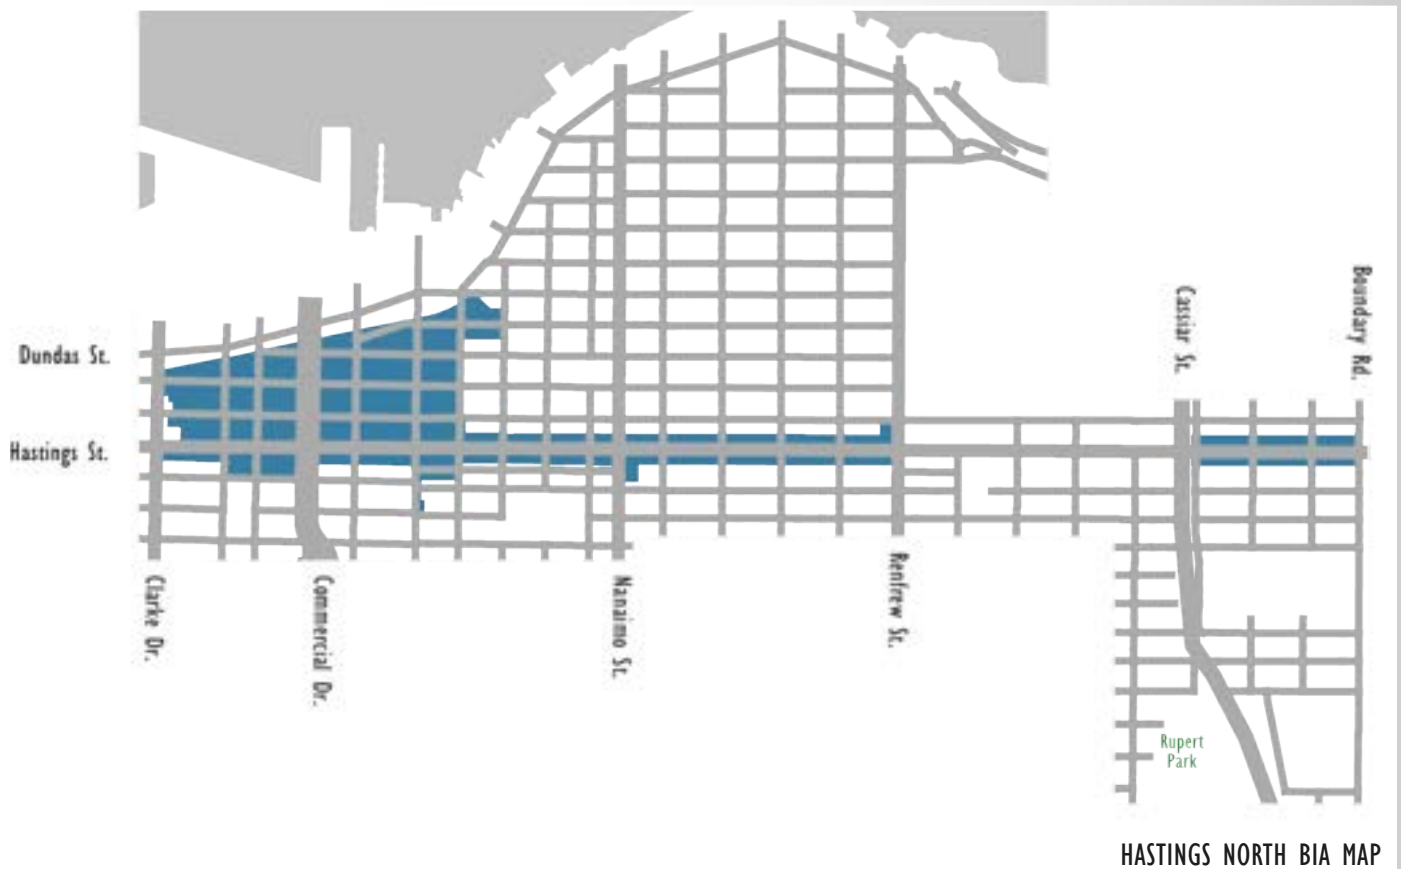 Dundas St.
Hastings St.
Clarke Dr.
Commercial Dr.
Nanaimo St.
Renfrew St.
Cassiar St.
Boundary Rd.
Rupert
Park
HASTINGS NORTH BIA MAP